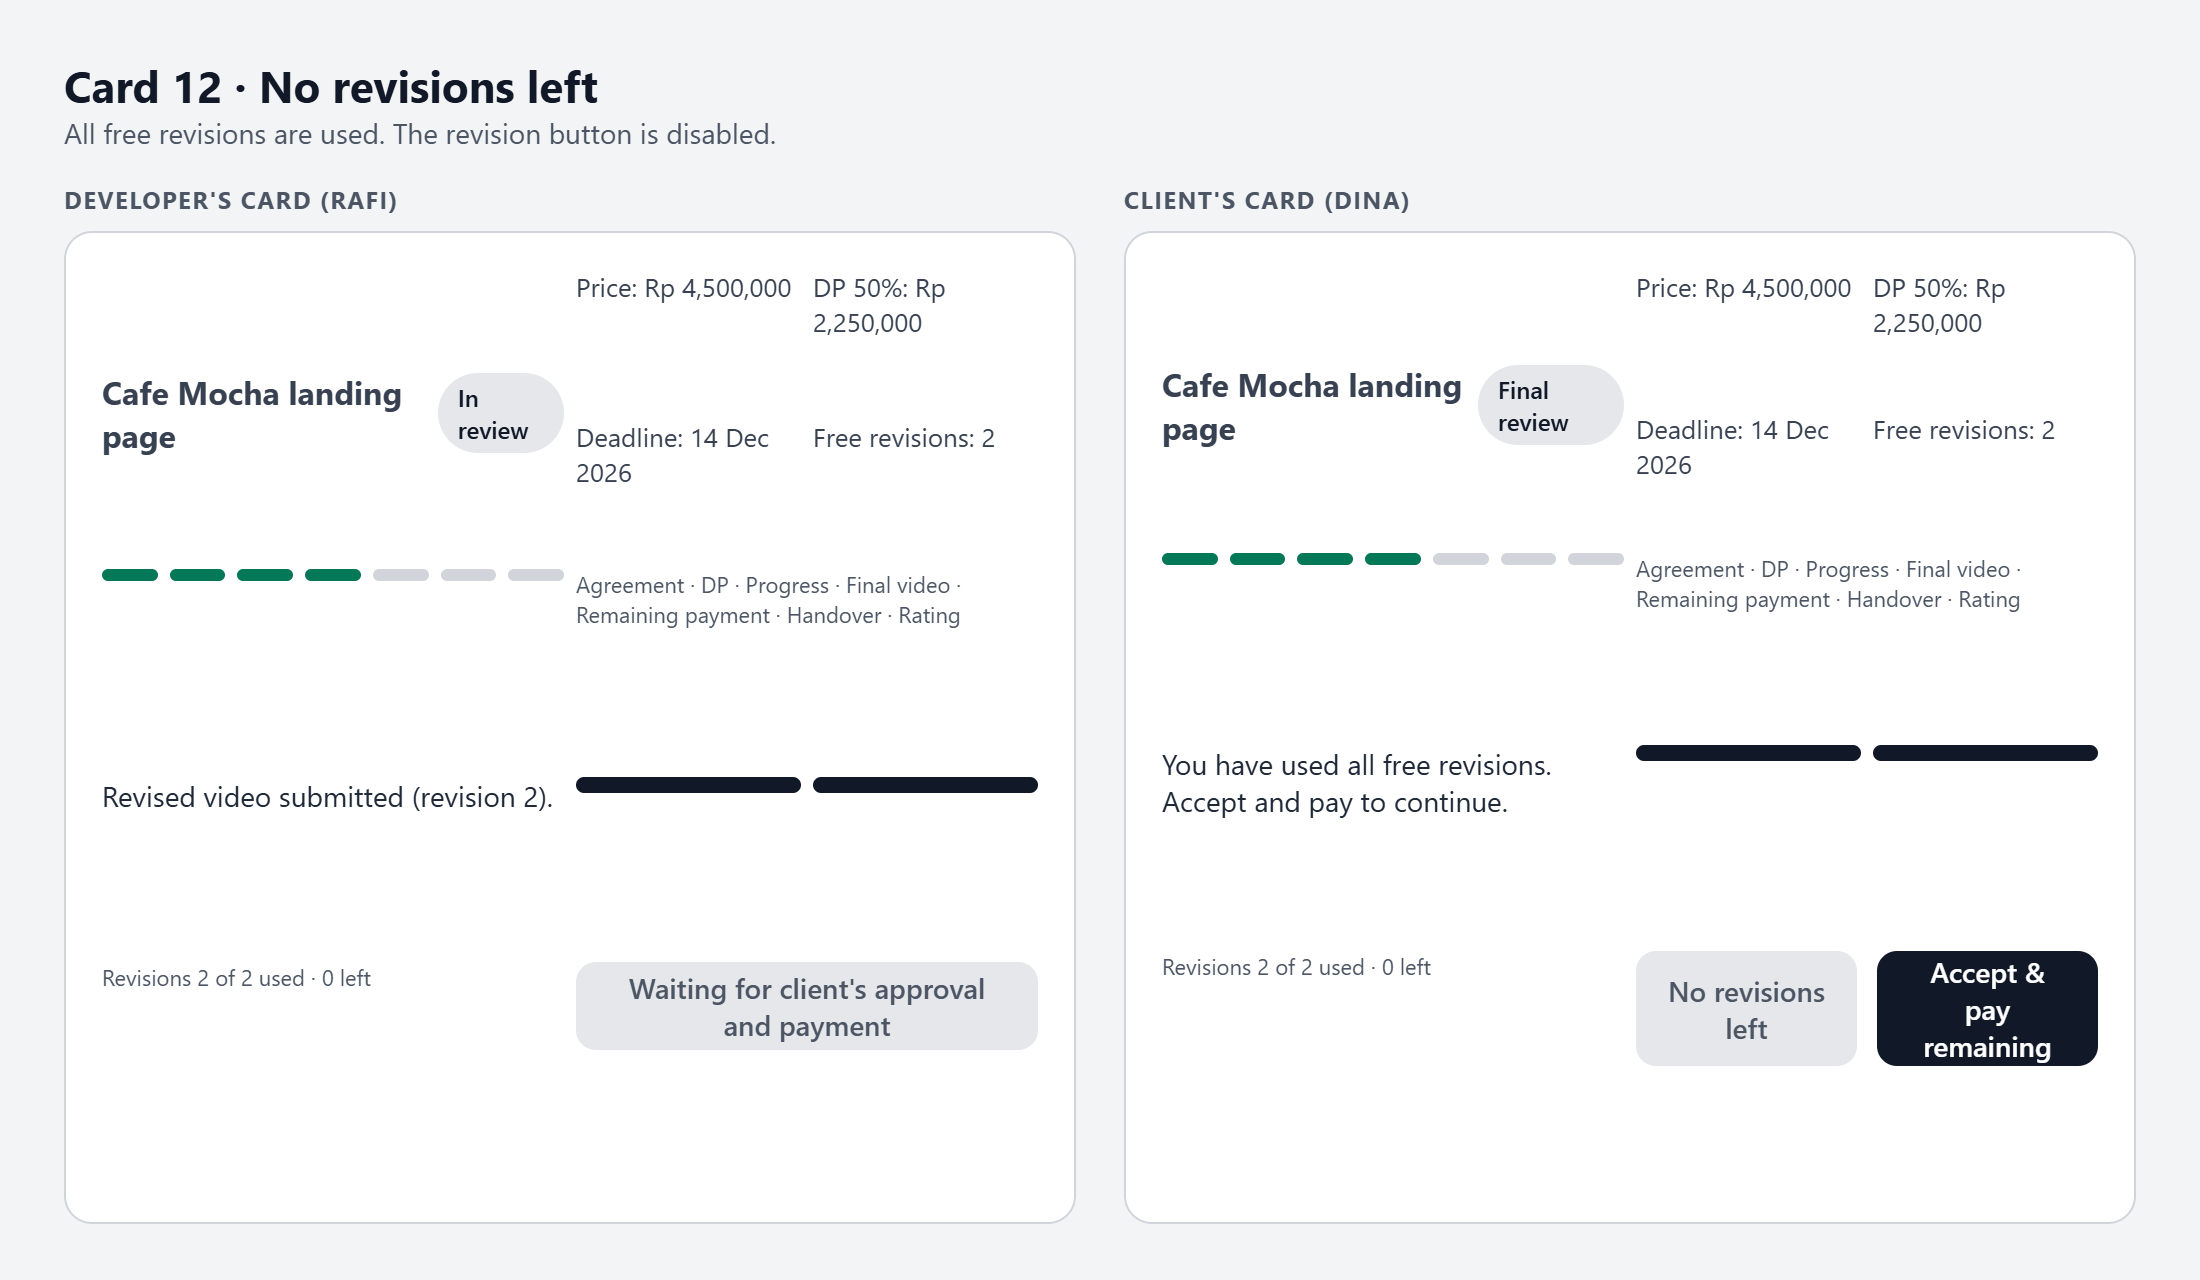 Card 12 · No revisions left
All free revisions are used. The revision button is disabled.
DEVELOPER'S CARD (RAFI)
Price: Rp 4,500,000
DP 50%: Rp
2,250,000
Cafe Mocha landing
page
In
review
Deadline: 14 Dec
2026
Free revisions: 2
Agreement · DP · Progress · Final video ·
Remaining payment · Handover · Rating
Revised video submitted (revision 2).
Revisions 2 of 2 used · 0 left
Waiting for client's approval
and payment
CLIENT'S CARD (DINA)
Price: Rp 4,500,000
DP 50%: Rp
2,250,000
Cafe Mocha landing
page
Final
review
Deadline: 14 Dec
2026
Free revisions: 2
Agreement · DP · Progress · Final video ·
Remaining payment · Handover · Rating
You have used all free revisions.
Accept and pay to continue.
Revisions 2 of 2 used · 0 left
No revisions
left
Accept &
pay
remaining